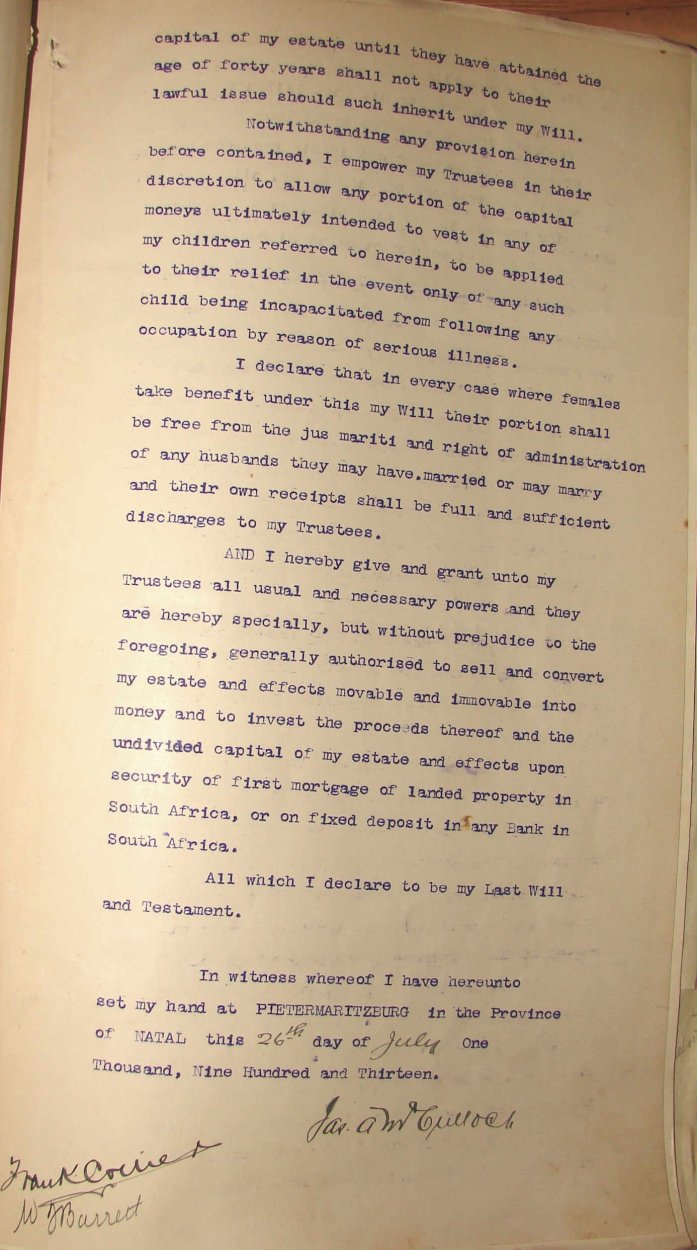 capital of my estate until they have attained the
age of forty years shall not apply to their
lawful issue should such inherit under my Will.
Notwithstanding any provision herein
before contained, I empower my Trustees in their
discretion to allow any portion of the capital
moneys ultimately intended to vest in any of
my children referred to herein, to be applied
to their relief in the event only of any such
child being incapacitated from following any
occupation by reason of serious illness.
I declare that in every case where females
take benefit under this my Will their portion shall
be free from the jus mariti and right of administration
of any husbands they may have.married or may marry
and their own receipts shall be full and sufficient
discharges to my Trustees.
AND I hereby give and grant unto my
Trustees all usual and necessary powers and they
are hereby specially, but without prejudice to the
foregoing, generally authorised to sell and convert
my estate and effects movable and immovable into
money and to invest the proceeds thereof and the
undivided capital of my estate and effects upon
security of first mortgage of landed property in
South Africa, or on fixed deposit in any Bank in
South Africa.
All which I declare to be my Last Will
and Testament.
In witness whereof I have hereunto
set my hand at PIETERMARITZBURG in the Province
of NATAL this 26th day of July One
Thousand, Nine Hundred and Thirteen.
Jas. A McCulloch
Frank
W Barrett